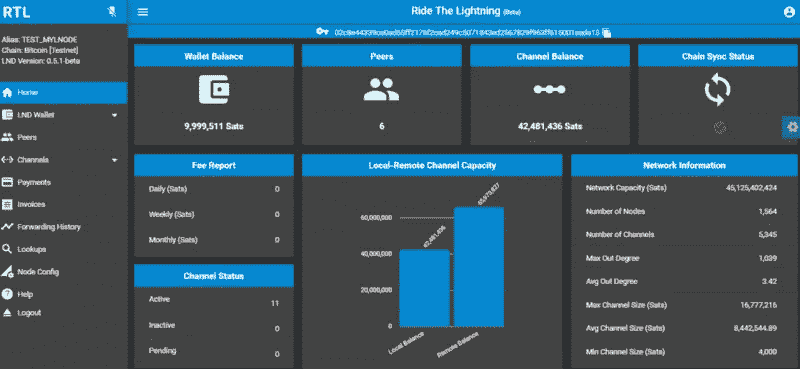 RTL
Ride The Lightning (Beta)
Alias: TEST_MYLNODE
Chain: Bitcoin [Testnet]
LND Version: 0.5.1-beta
Home
LND Wallet
Peers
Channels
Payments
Invoices
Forwarding History
Lookups
Node Config
Help
Logout
Wallet Balance
9,999,511 Sats
Peers
6
Channel Balance
42,481,436 Sats
Chain Sync Status
Fee Report
Daily (Sats) 0
Weekly (Sats) 0
Monthly (Sats) 0
Channel Status
Active 11
Inactive 0
Pending 0
Local-Remote Channel Capacity
60,000,000
40,000,000
20,000,000
0
42,481,436
Local Balance
Remote Balance
Network Information
Network Capacity (Sats) 45,125,402,424
Number of Nodes 1,564
Number of Channels 5,345
Max Out Degree 1,039
Avg Out Degree 3.42
Max Channel Size (Sats) 16,777,216
Avg Channel Size (Sats) 8,442,544.89
Min Channel Size (Sats) 4,000